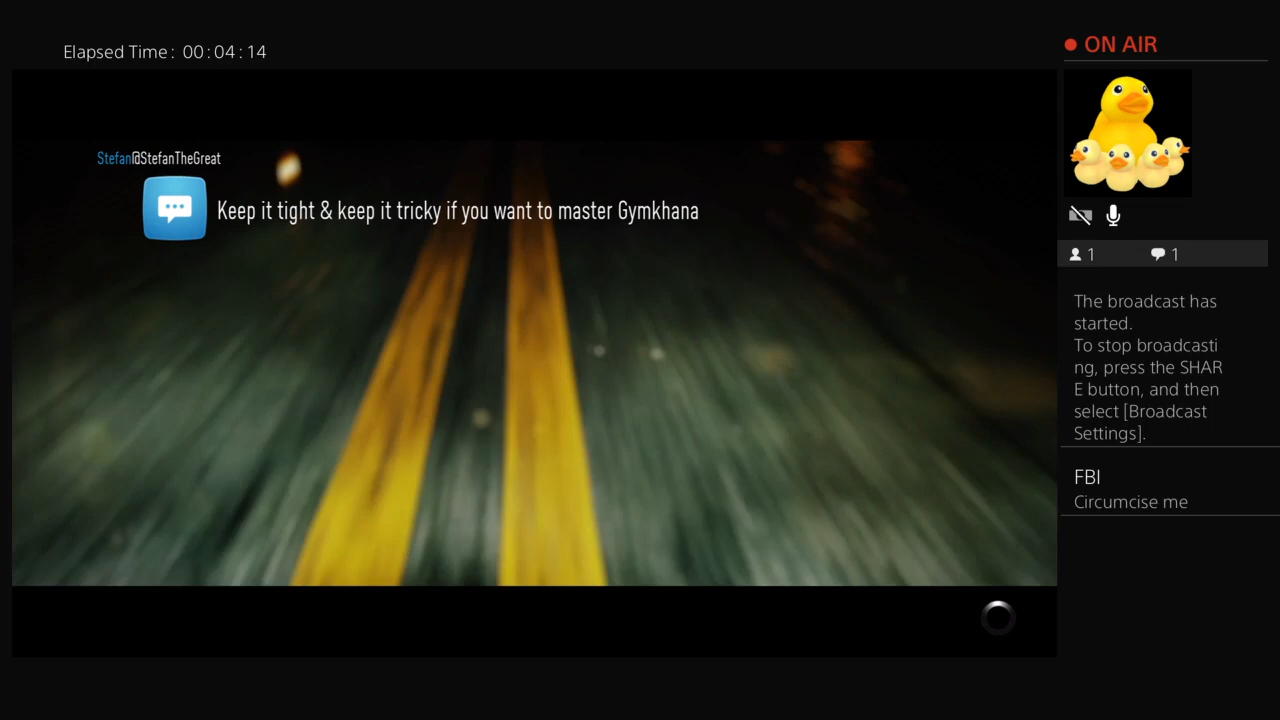 Elapsed Time: 00:04:14
ON AIR
Stefan@StefanTheGreat
Keep it tight & keep it tricky if you want to master Gymkhana
1 1
The broadcast has
started.
To stop broadcasti
ng, press the SHAR
E button, and then
select [Broadcast
Settings].
FBI
Circumcise me